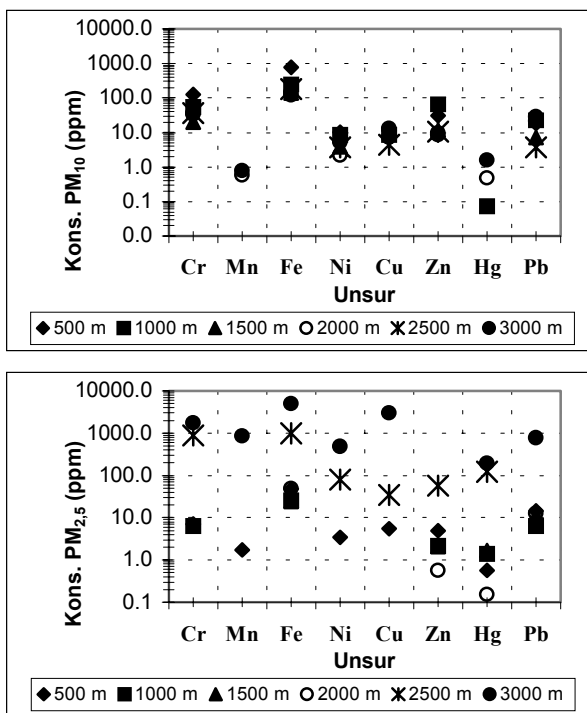 Kons. PM10 (ppm)
10000.0
1000.0
100.0
10.0
1.0
0.1
0.0
Cr Mn Fe Ni Cu Zn Hg Pb
Unsur
500 m 1000 m 1500 m 2000 m 2500 m 3000 m
Kons. PM2,5 (ppm)
10000.0
1000.0
100.0
10.0
1.0
0.1
Cr Mn Fe Ni Cu Zn Hg Pb
Unsur
500 m 1000 m 1500 m 2000 m 2500 m 3000 m